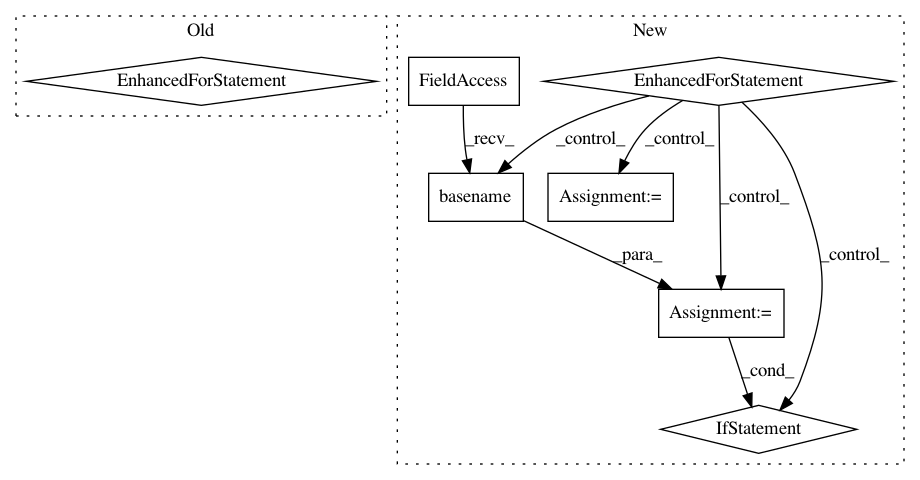 Old
New
EnhancedForStatement
FieldAccess
EnhancedForStatement
_recv_
_control_
_control_
basename
Assignment:=
_control_
_para_
_control_
Assignment:=
_cond_
IfStatement